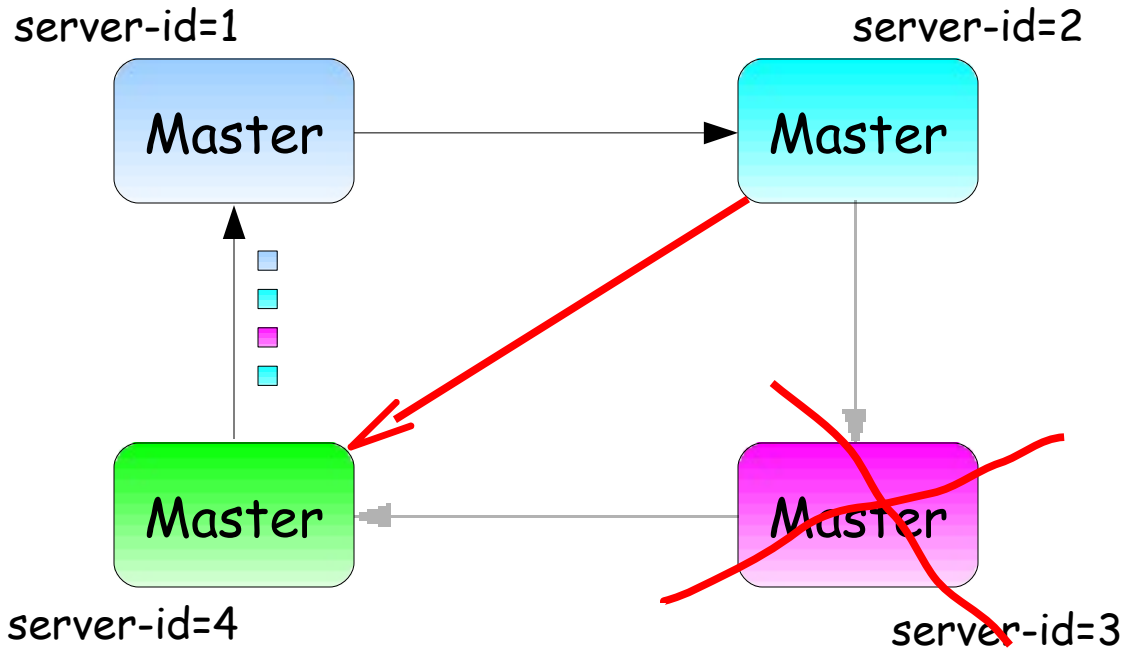 server-id=1
server-id=2
Master
Master
Master
Master
server-id=4
server-id=3